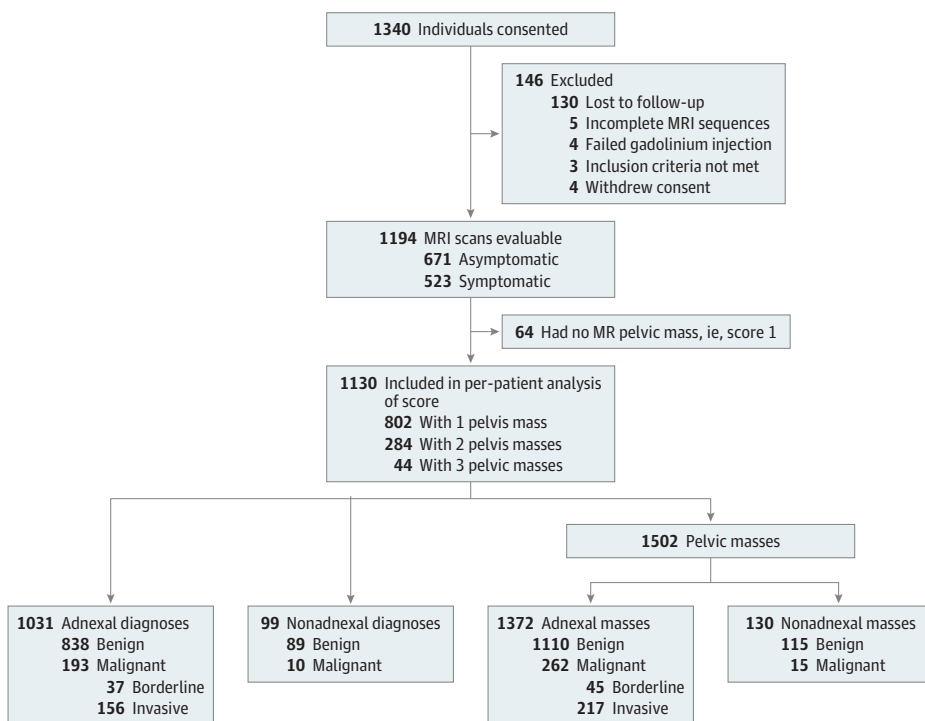 1340 Individuals consented
146 Excluded
130 Lost to follow-up
5 Incomplete MRI sequences
4 Failed gadolinium injection
3 Inclusion criteria not met
4 Withdrew consent
1194 MRI scans evaluable
671 Asymptomatic
523 Symptomatic
64 Had no MR pelvic mass, ie, score 1
1130 Included in per-patient analysis
of score
802 With 1 pelvis mass
284 With 2 pelvis masses
44 With 3 pelvic masses
1502 Pelvic masses
1031 Adnexal diagnoses
838 Benign
193 Malignant
37 Borderline
156 Invasive
99 Nonadnexal diagnoses
89 Benign
10 Malignant
1372 Adnexal masses
1110 Benign
262 Malignant
45 Borderline
217 Invasive
130 Nonadnexal masses
115 Benign
15 Malignant